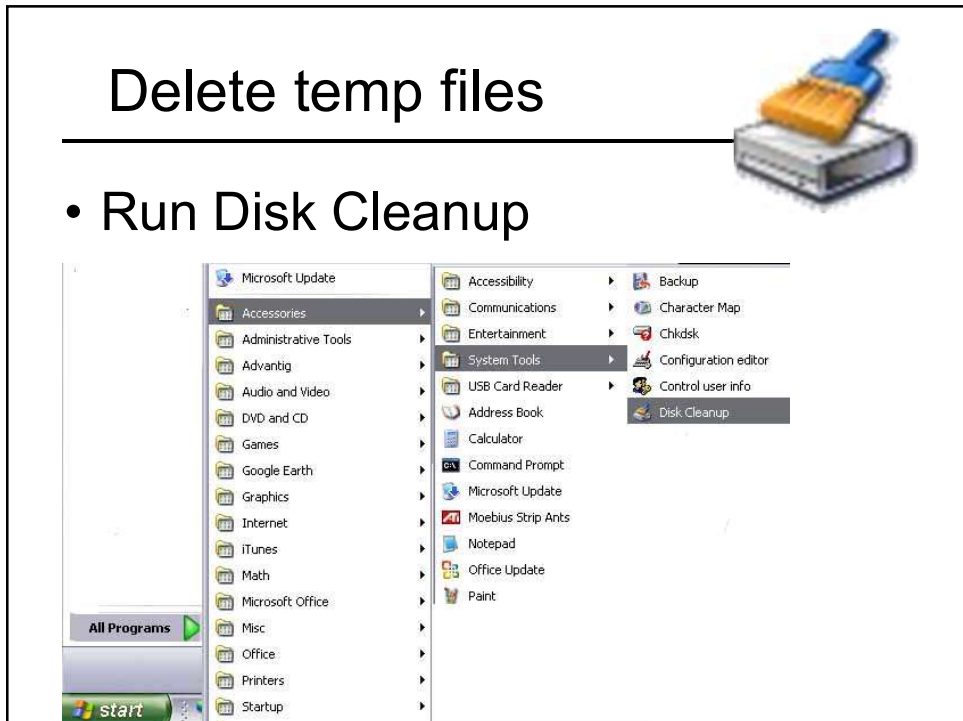 Delete temp files
• Run Disk Cleanup
Microsoft Update
Accessories
Administrative Tools
Advantig
Audio and Video
DVD and CD
Games
Google Earth
Graphics
Internet
iTunes
Math
Microsoft Office
Misc
Office
Printers
Startup
All Programs
start
Accessibility
Communications
Entertainment
System Tools
USB Card Reader
Address Book
Calculator
Command Prompt
Microsoft Update
Moebius Strip Ants
Notepad
Office Update
Paint
Backup
Character Map
Chkdsk
Configuration editor
Control user info
Disk Cleanup